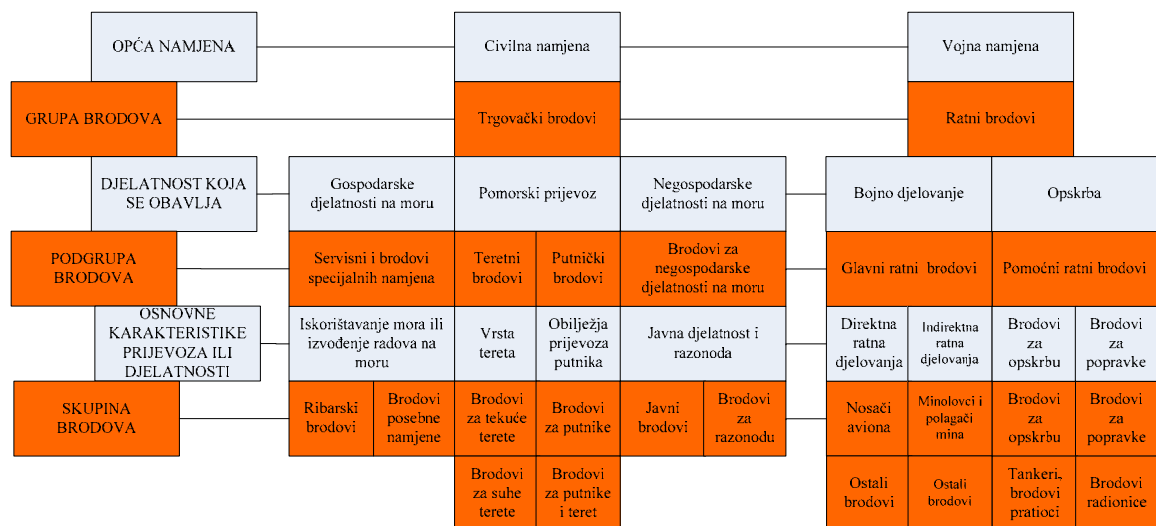 OPĆA NAMJENA
Civilna namjena
Vojna namjena
GRUPA BRODOVA
Trgovački brodovi
Ratni brodovi
DJELATNOST KOJA
SE OBAVLJA
Gospodarske
djelatnosti na moru
Pomorski prijevoz
Negospodarske
djelatnosti na moru
Bojno djelovanje
Opskrba
PODGRUPA
BRODOVA
Servisni i brodovi
specijalnih namjena
Teretni
brodovi
Putnički
brodovi
Brodovi za
negospodarske
djelatnosti na moru
Glavni ratni brodovi
Pomoćni ratni brodovi
OSNOVNE
KARAKTERISTIKE
PRIJEVOZA ILI
DJELATNOSTI
Iskorištavanje mora ili
izvođenje radova na
moru
Vrsta
tereta
Obilježja
prijevoza
putnika
Javna djelatnost i
razonoda
Direktna
ratna
djelovanja
Indirektna
ratna
djelovanja
Brodovi
za
opskrbu
Brodovi
za
popravke
SKUPINA
BRODOVA
Ribarski
brodovi
Brodovi
posebne
namjene
Brodovi
za tekuće
terete
Brodovi
za putnike
Javni
brodovi
Brodovi
za
razonodu
Nosači
aviona
Minolovci i
polagači
mina
Brodovi
za
opskrbu
Brodovi
za
popravke
Brodovi
za suhe
terete
Brodovi
za putnike
i teret
Ostali
brodovi
Ostali
brodovi
Tankeri,
brodovi
pratioci
Brodovi
radionice